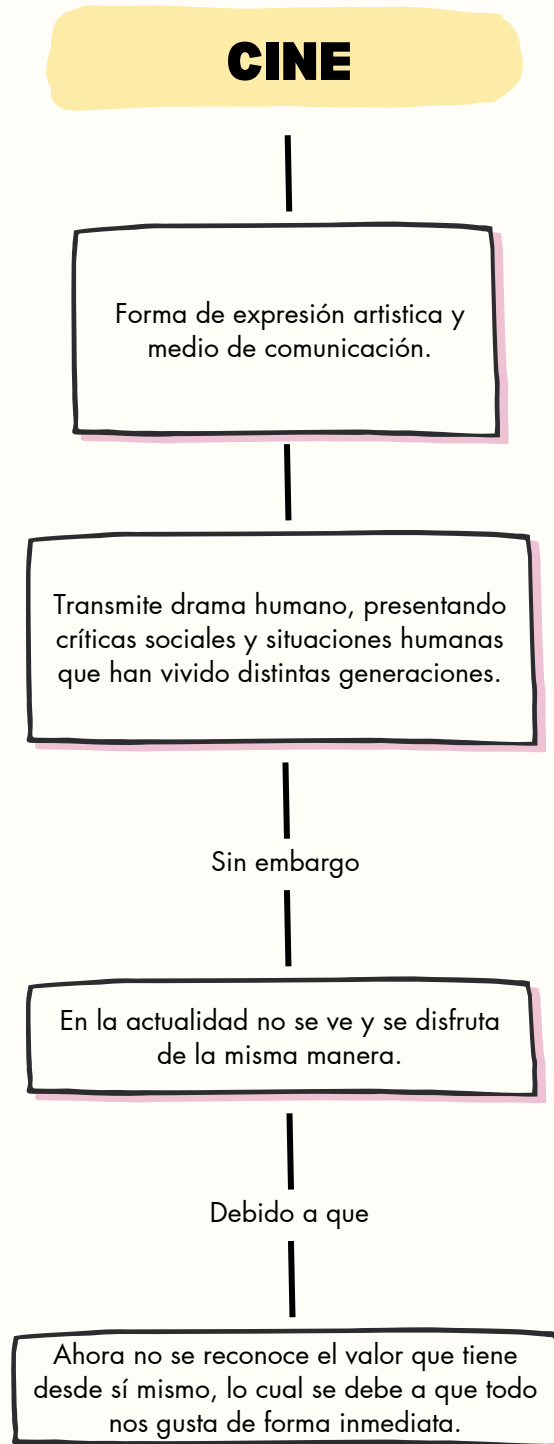 CINE
Forma de expresión artistica y
medio de comunicación.
Transmite drama humano, presentando
críticas sociales y situaciones humanas
que han vivido distintas generaciones.
Sin embargo
En la actualidad no se ve y se disfruta
de la misma manera.
Debido a que
Ahora no se reconoce el valor que tiene
desde sí mismo, lo cual se debe a que todo
nos gusta de forma inmediata.